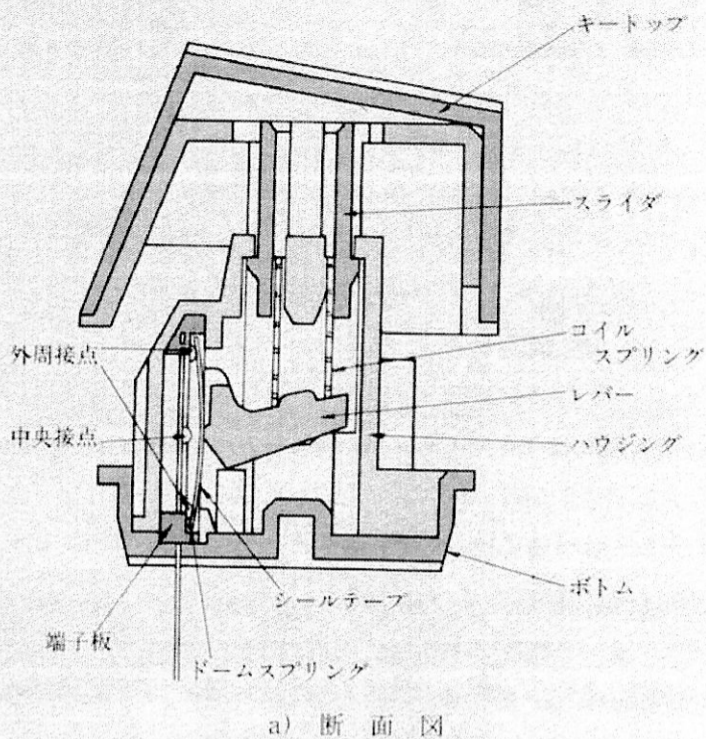 キートップ
スライダ
コイル
スプリング
レバー
ハウジング
外周接点
中央接点
ボトム
シールテープ
端子板
ドームスプリング
a) 断面図